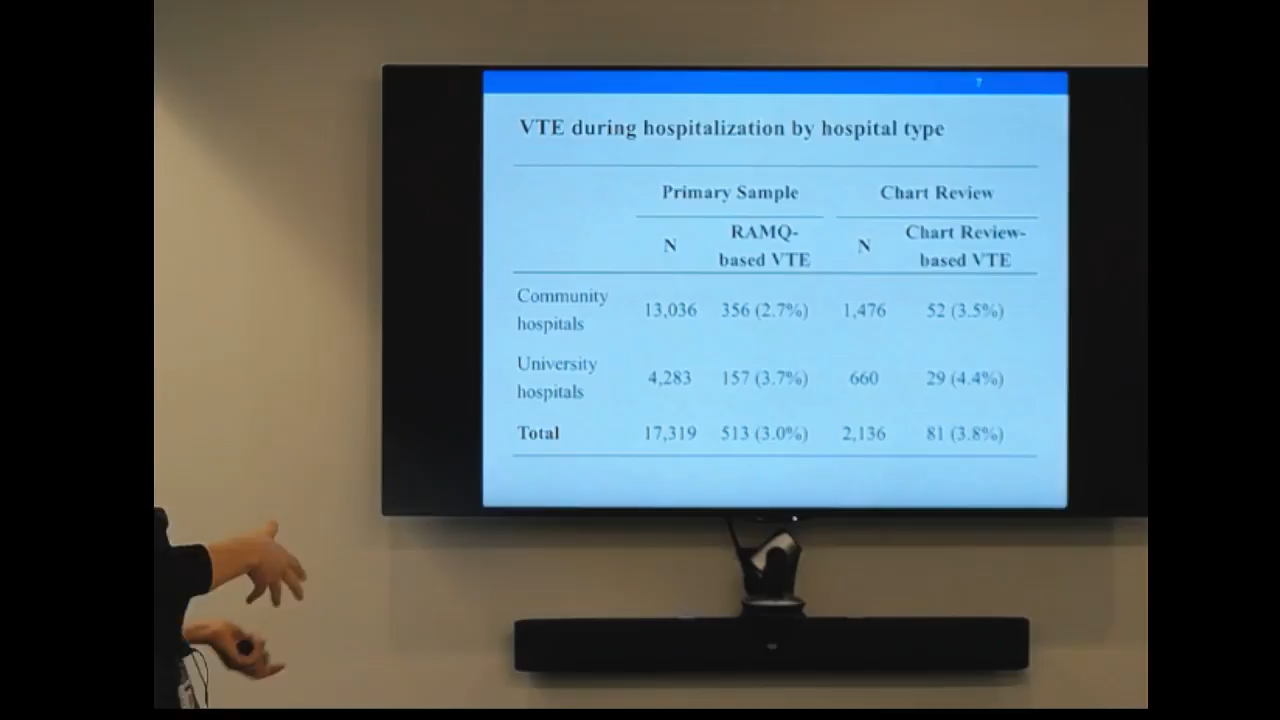 7
VTE during hospitalization by hospital type
Primary Sample Chart Review
N RAMQ-based VTE N Chart Review-based VTE
Community hospitals 13,036 356 (2.7%) 1,476 52 (3.5%)
University hospitals 4,283 157 (3.7%) 660 29 (4.4%)
Total 17,319 513 (3.0%) 2,136 81 (3.8%)